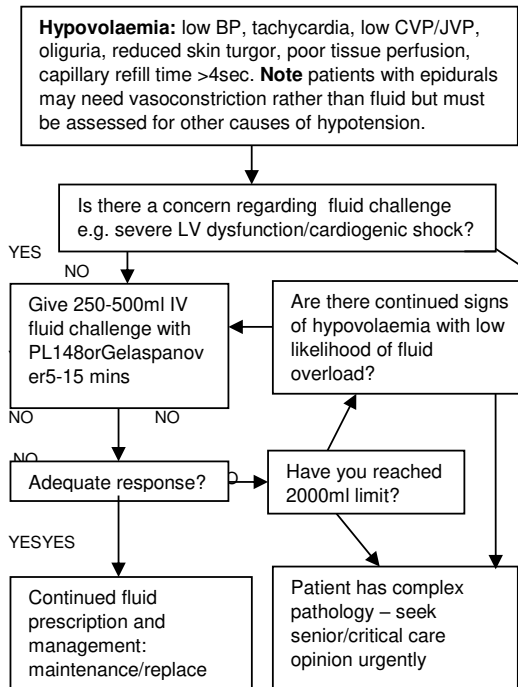 Hypovolaemia: low BP, tachycardia, low CVP/JVP,
oliguria, reduced skin turgor, poor tissue perfusion,
capillary refill time >4sec. Note patients with epidurals
may need vasoconstriction rather than fluid but must
be assessed for other causes of hypotension.
Is there a concern regarding fluid challenge
e.g. severe LV dysfunction/cardiogenic shock?
YES
NO
Give 250-500ml IV
fluid challenge with
PL148orGelaspanov
er5-15 mins
Are there continued signs
of hypovolaemia with low
likelihood of fluid
overload?
NO
NO
NO
Adequate response?
Have you reached
2000ml limit?
YESYES
Continued fluid
prescription and
management:
maintenance/replace
Patient has complex
pathology – seek
senior/critical care
opinion urgently